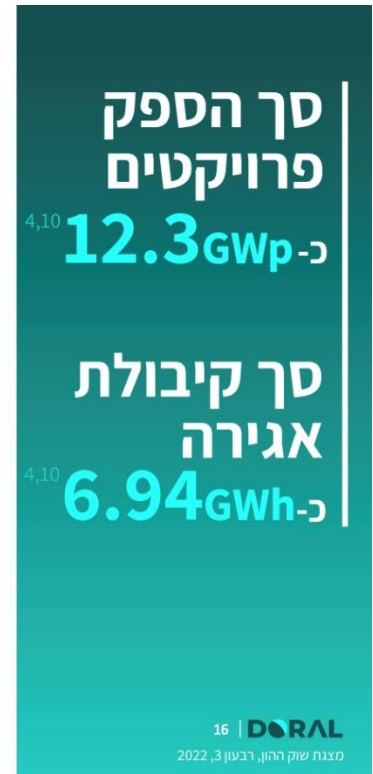 סך הספק
פרויקטים
כ-12.3GWp 4,10
סך קיבולת
אגירה
כ-6.94GWh 4,10
16 | DORAL
מצגת שוק ההון, רבעון 3, 2022